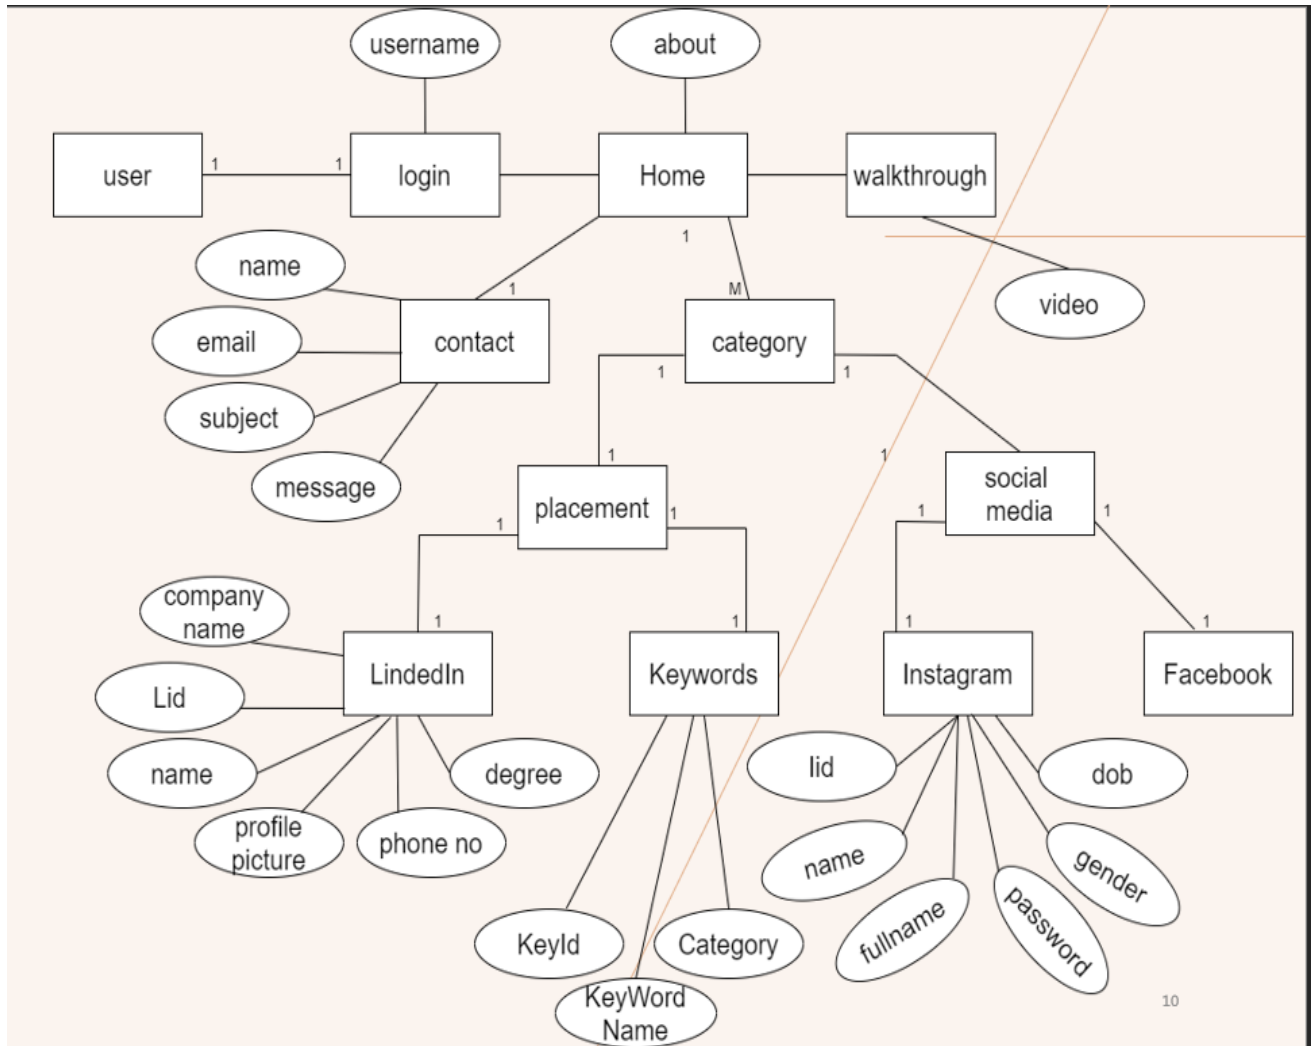 username
about
user
1
1
login
Home
walkthrough
1
name
1
M
video
email
contact
category
1
1
subject
message
1
1
placement
social
media
1
1
1
1
company
name
1
1
1
1
LindedIn
Keywords
Instagram
Facebook
Lid
name
degree
lid
dob
profile
picture
phone no
name
gender
fullname
password
KeyId
Category
KeyWord
Name
10